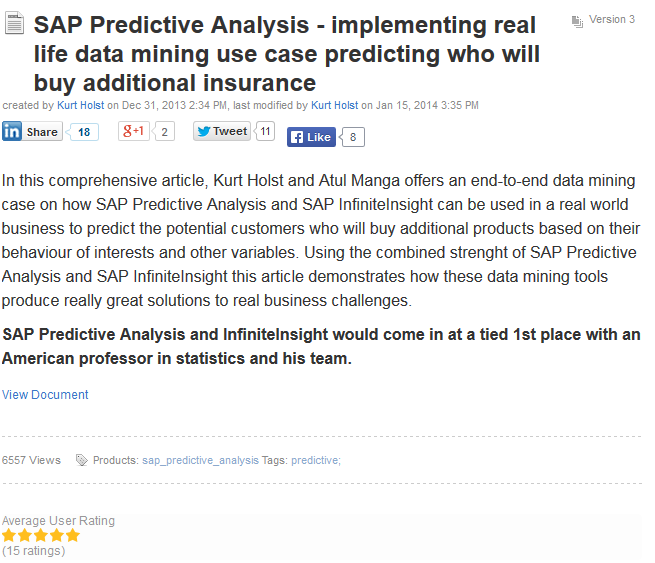 SAP Predictive Analysis - implementing real
life data mining use case predicting who will
buy additional insurance
Version 3
created by Kurt Holst on Dec 31, 2013 2:34 PM, last modified by Kurt Holst on Jan 15, 2014 3:35 PM
in Share 18 g+1 2 Tweet 11 f Like 8
In this comprehensive article, Kurt Holst and Atul Manga offers an end-to-end data mining
case on how SAP Predictive Analysis and SAP InfiniteInsight can be used in a real world
business to predict the potential customers who will buy additional products based on their
behaviour of interests and other variables. Using the combined strenght of SAP Predictive
Analysis and SAP InfiniteInsight this article demonstrates how these data mining tools
produce really great solutions to real business challenges.
SAP Predictive Analysis and InfiniteInsight would come in at a tied 1st place with an
American professor in statistics and his team.
View Document
6557 Views Products: sap_predictive_analysis Tags: predictive;
Average User Rating
(15 ratings)